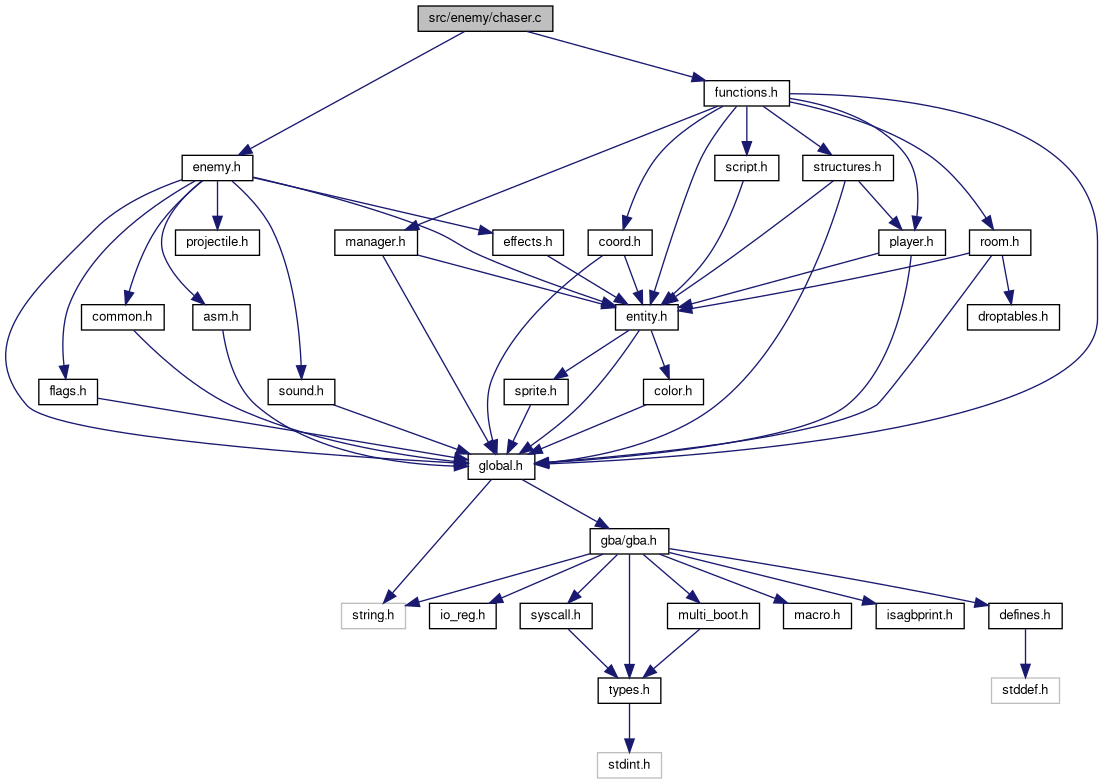 src/enemy/chaser.c
functions.h
enemy.h
script.h
structures.h
projectile.h
manager.h
effects.h
coord.h
player.h
room.h
common.h
asm.h
entity.h
droptables.h
flags.h
sound.h
sprite.h
color.h
global.h
gba/gba.h
string.h
io_reg.h
syscall.h
multi_boot.h
macro.h
isagbprint.h
defines.h
types.h
stddef.h
stdint.h